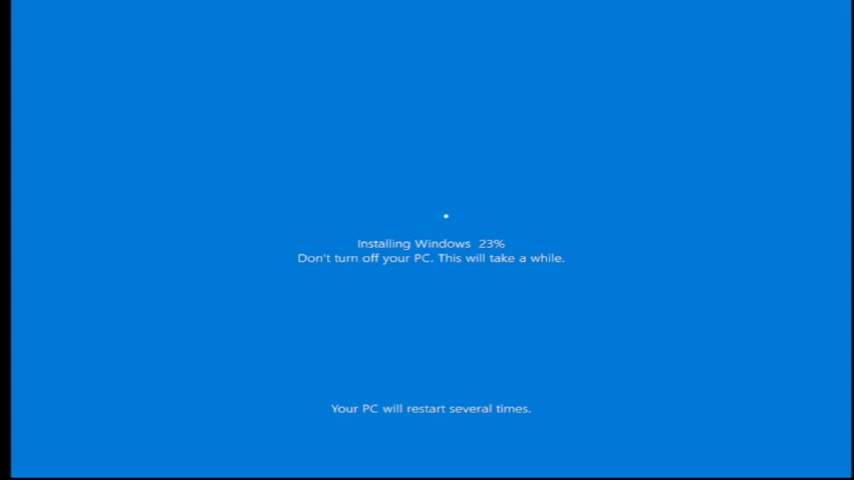 Installing Windows 23%
Don't turn off your PC. This will take a while.
Your PC will restart several times.